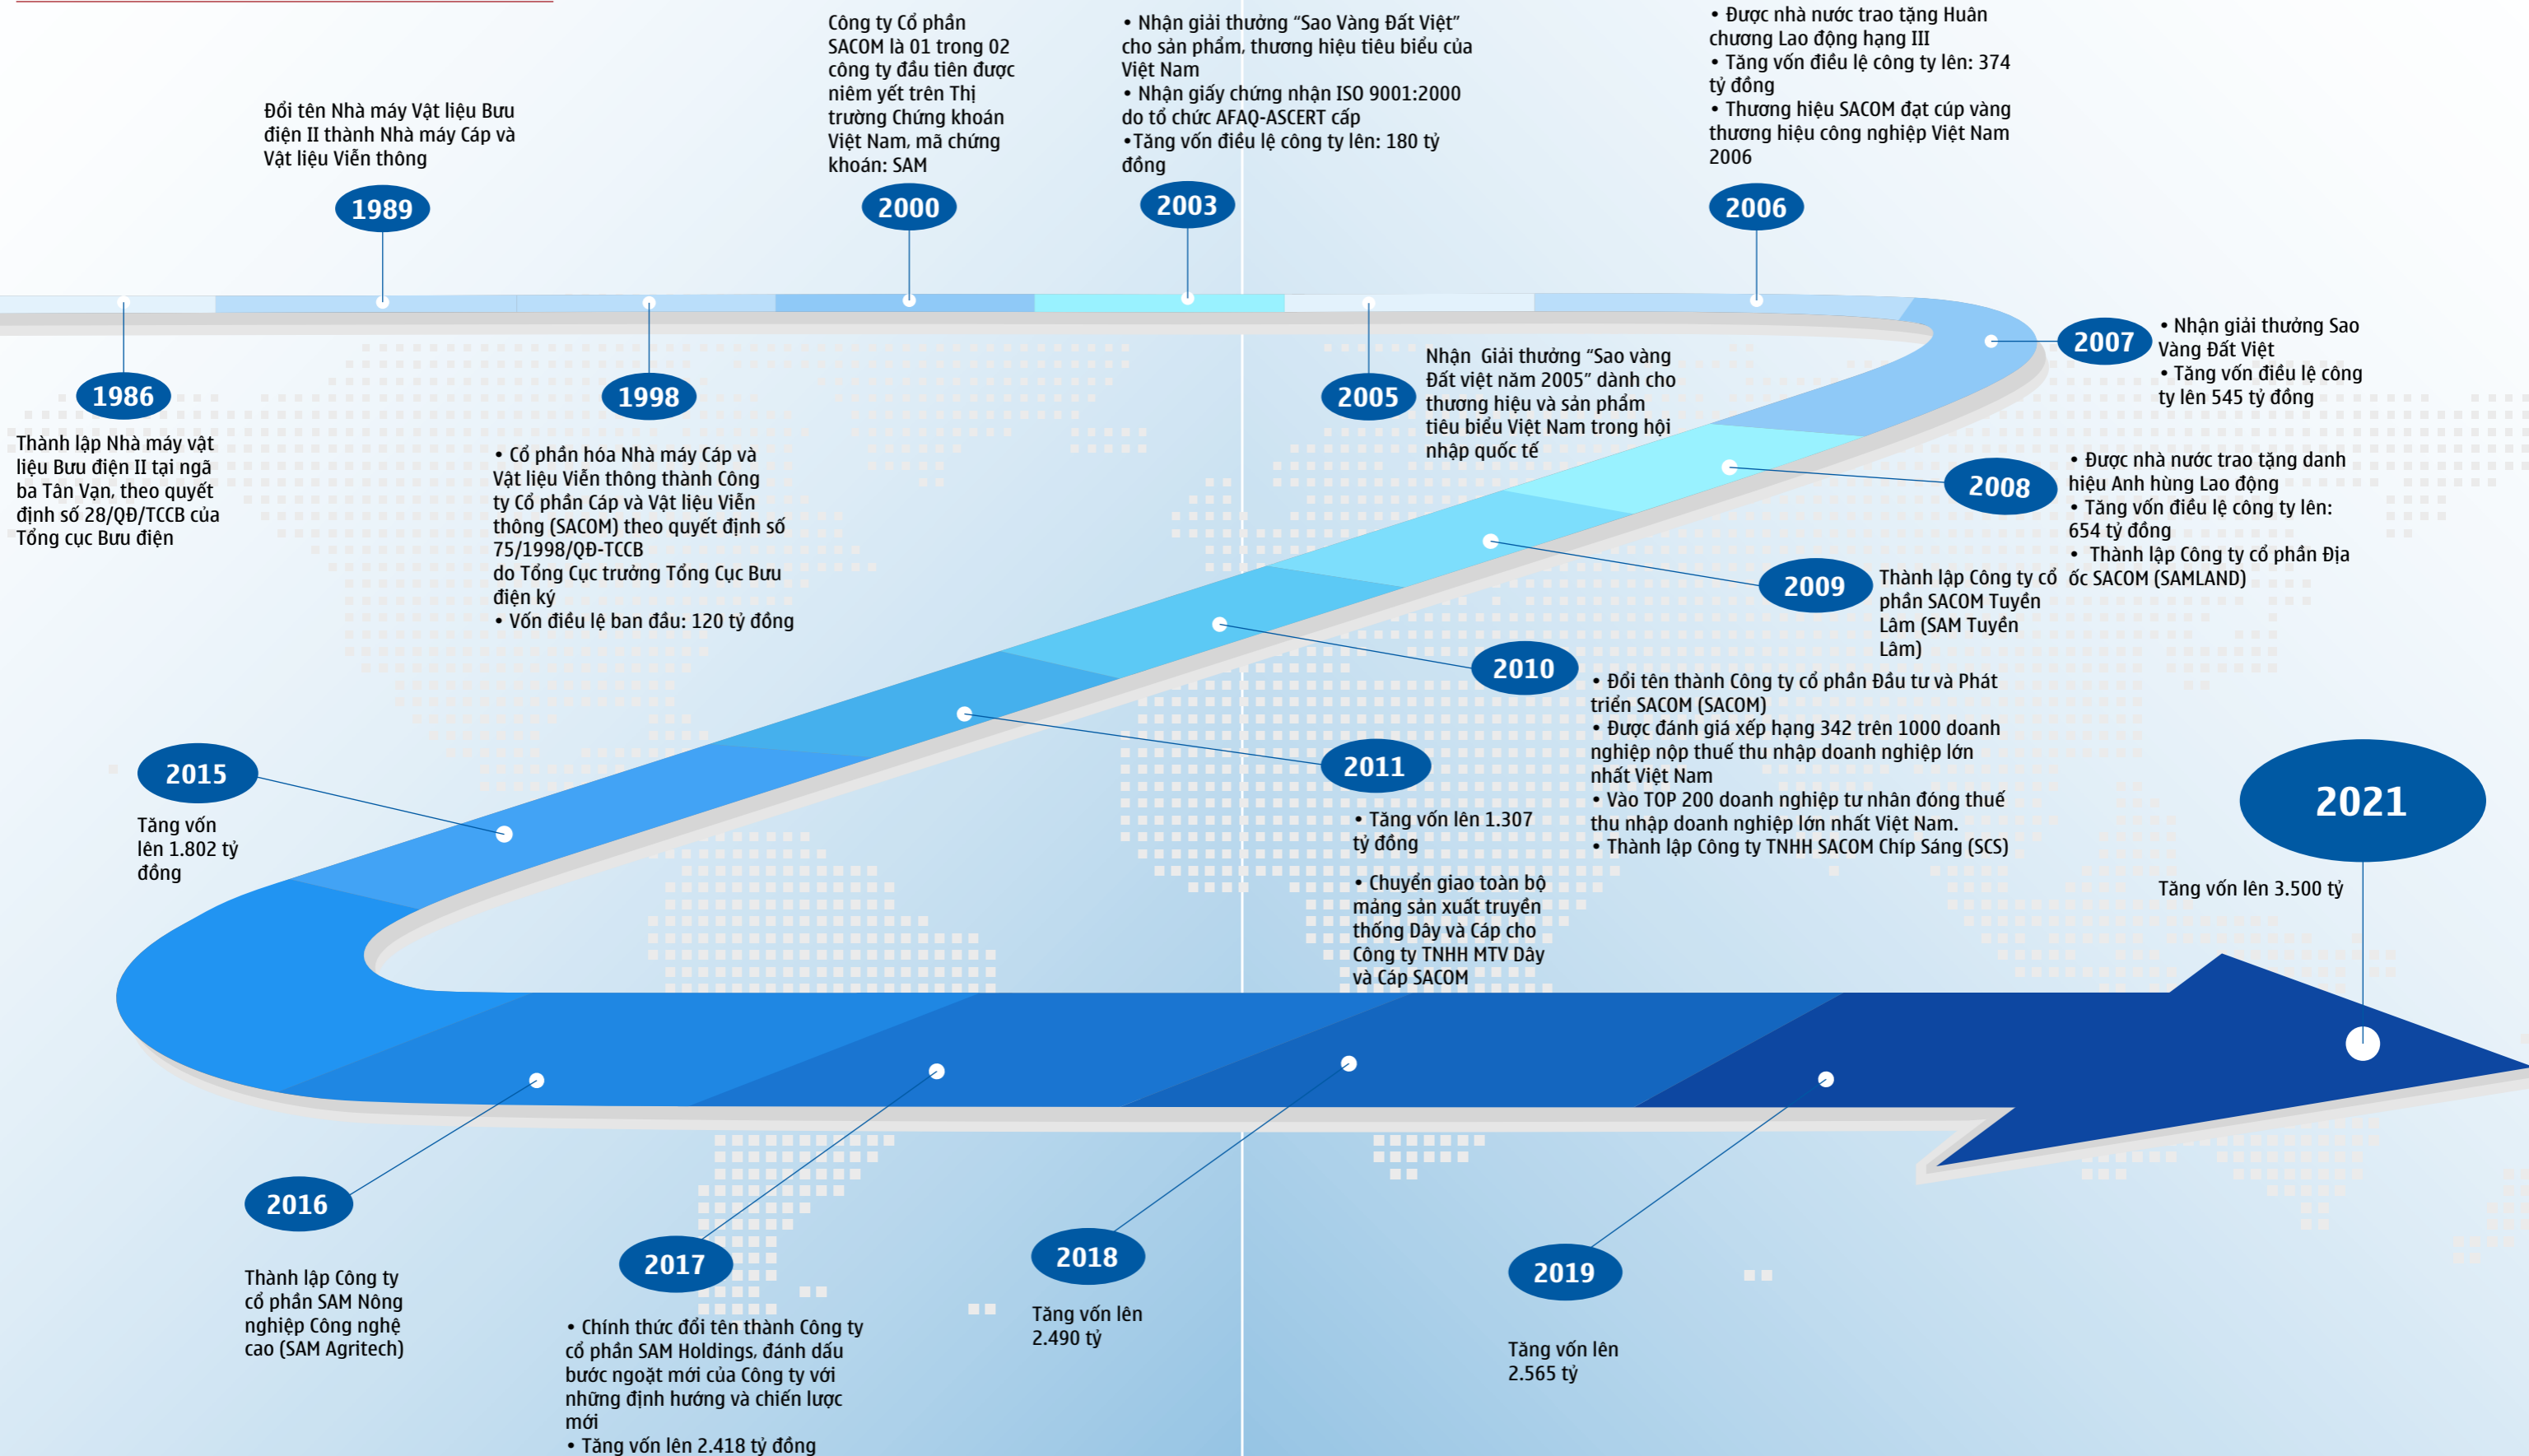 1986
Thành lập Nhà máy vật
liệu Bưu điện II tại ngã
ba Tân Vạn, theo quyết
định số 28/QĐ/TCCB của
Tổng cục Bưu điện
Đổi tên Nhà máy Vật liệu Bưu
điện II thành Nhà máy Cáp và
Vật liệu Viễn thông
1989
1998
• Cổ phần hóa Nhà máy Cáp và
Vật liệu Viễn thông thành Công
ty Cổ phần Cáp và Vật liệu Viễn
thông (SACOM) theo quyết định số
75/1998/QĐ-TCCB
do Tổng Cục trưởng Tổng Cục Bưu
điện ký
• Vốn điều lệ ban đầu: 120 tỷ đồng
Công ty Cổ phần
SACOM là 01 trong 02
công ty đầu tiên được
niêm yết trên Thị
trường Chứng khoán
Việt Nam, mã chứng
khoán: SAM
2000
• Nhận giải thưởng “Sao Vàng Đất Việt”
cho sản phẩm, thương hiệu tiêu biểu của
Việt Nam
• Nhận giấy chứng nhận ISO 9001:2000
do tổ chức AFAQ-ASCERT cấp
•Tăng vốn điều lệ công ty lên: 180 tỷ
đồng
2003
2005
Nhận Giải thưởng “Sao vàng
Đất việt năm 2005” dành cho
thương hiệu và sản phẩm
tiêu biểu Việt Nam trong hội
nhập quốc tế
• Được nhà nước trao tặng Huân
chương Lao động hạng III
• Tăng vốn điều lệ công ty lên: 374
tỷ đồng
• Thương hiệu SACOM đạt cúp vàng
thương hiệu công nghiệp Việt Nam
2006
2006
2007
• Nhận giải thưởng Sao
Vàng Đất Việt
• Tăng vốn điều lệ công
ty lên 545 tỷ đồng
2008
• Được nhà nước trao tặng danh
hiệu Anh hùng Lao động
• Tăng vốn điều lệ công ty lên:
654 tỷ đồng
• Thành lập Công ty cổ phần Địa
ốc SACOM (SAMLAND)
2009
Thành lập Công ty cổ
phần SACOM Tuyền
Lâm (SAM Tuyền
Lâm)
2010
• Đổi tên thành Công ty cổ phần Đầu tư và Phát
triển SACOM (SACOM)
• Được đánh giá xếp hạng 342 trên 1000 doanh
nghiệp nộp thuế thu nhập doanh nghiệp lớn
nhất Việt Nam
• Vào TOP 200 doanh nghiệp tư nhân đóng thuế
thu nhập doanh nghiệp lớn nhất Việt Nam.
• Thành lập Công ty TNHH SACOM Chíp Sáng (SCS)
2011
• Tăng vốn lên 1.307
tỷ đồng
• Chuyển giao toàn bộ
mảng sản xuất truyền
thống Dây và Cáp cho
Công ty TNHH MTV Dây
và Cáp SACOM
2015
Tăng vốn
lên 1.802 tỷ
đồng
2016
Thành lập Công ty
cổ phần SAM Nông
nghiệp Công nghệ
cao (SAM Agritech)
2017
• Chính thức đổi tên thành Công ty
cổ phần SAM Holdings, đánh dấu
bước ngoặt mới của Công ty với
những định hướng và chiến lược
mới
• Tăng vốn lên 2.418 tỷ đồng
2018
Tăng vốn lên
2.490 tỷ
2019
Tăng vốn lên
2.565 tỷ
2021
Tăng vốn lên 3.500 tỷ